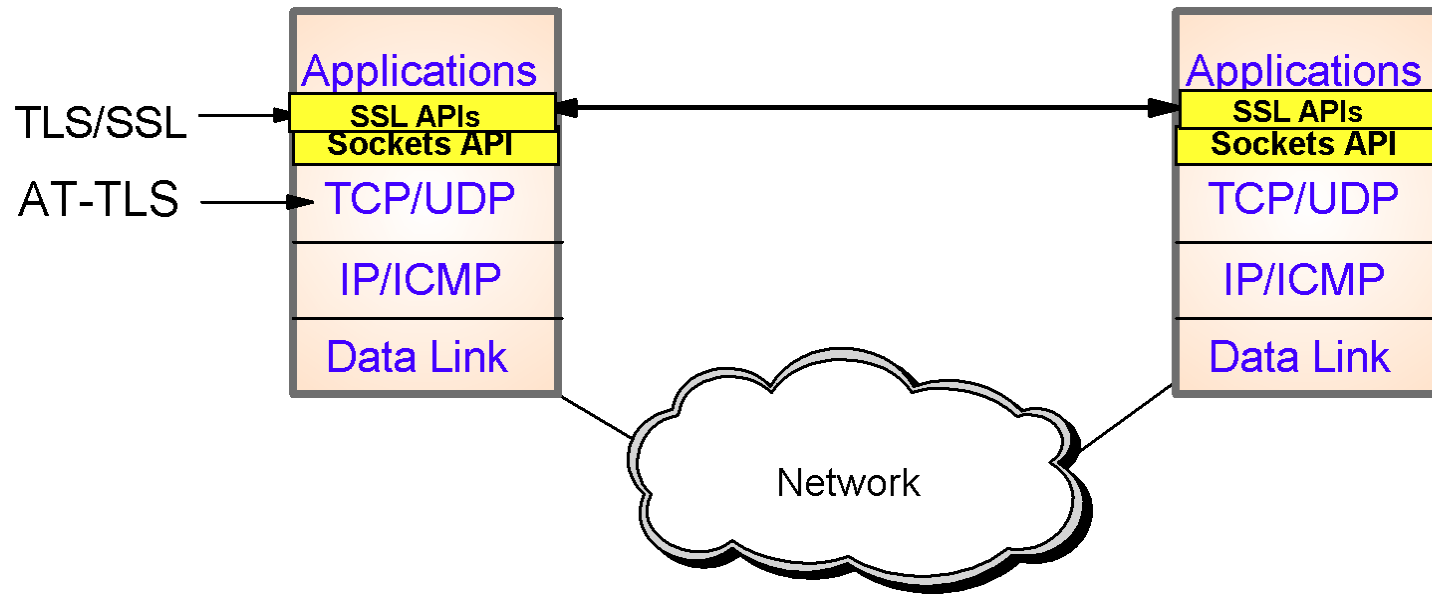 Applications
SSL APIs
Sockets API
TCP/UDP
IP/ICMP
Data Link
TLS/SSL
AT-TLS
Applications
SSL APIs
Sockets API
TCP/UDP
IP/ICMP
Data Link
Network